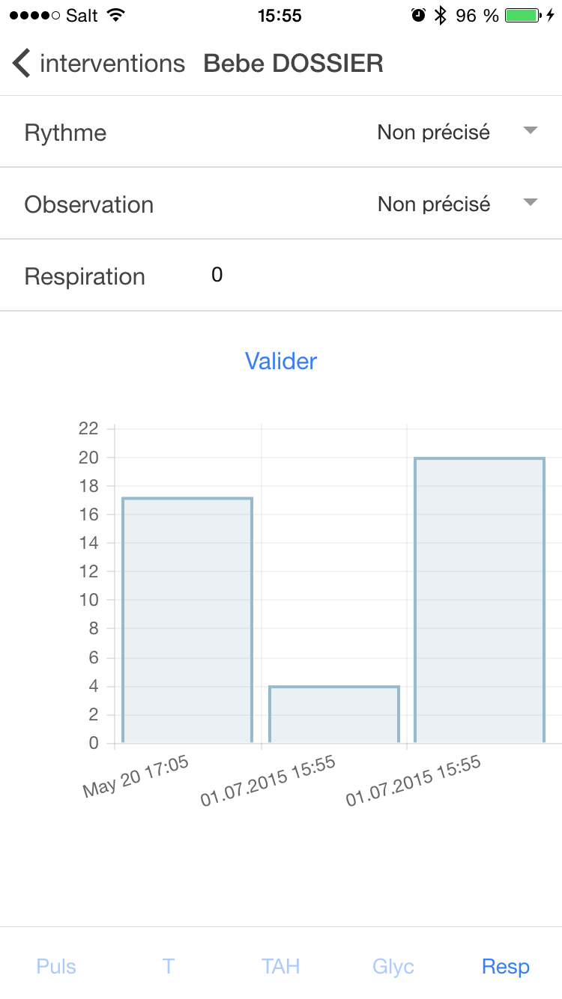 Salt 15:55 96 %
interventions Bebe DOSSIER
Rythme Non précisé
Observation Non précisé
Respiration 0
Valider
22
20
18
16
14
12
10
8
6
4
2
0
May 20 17:05 01.07.2015 15:55 01.07.2015 15:55
Puls T TAH Glyc Resp